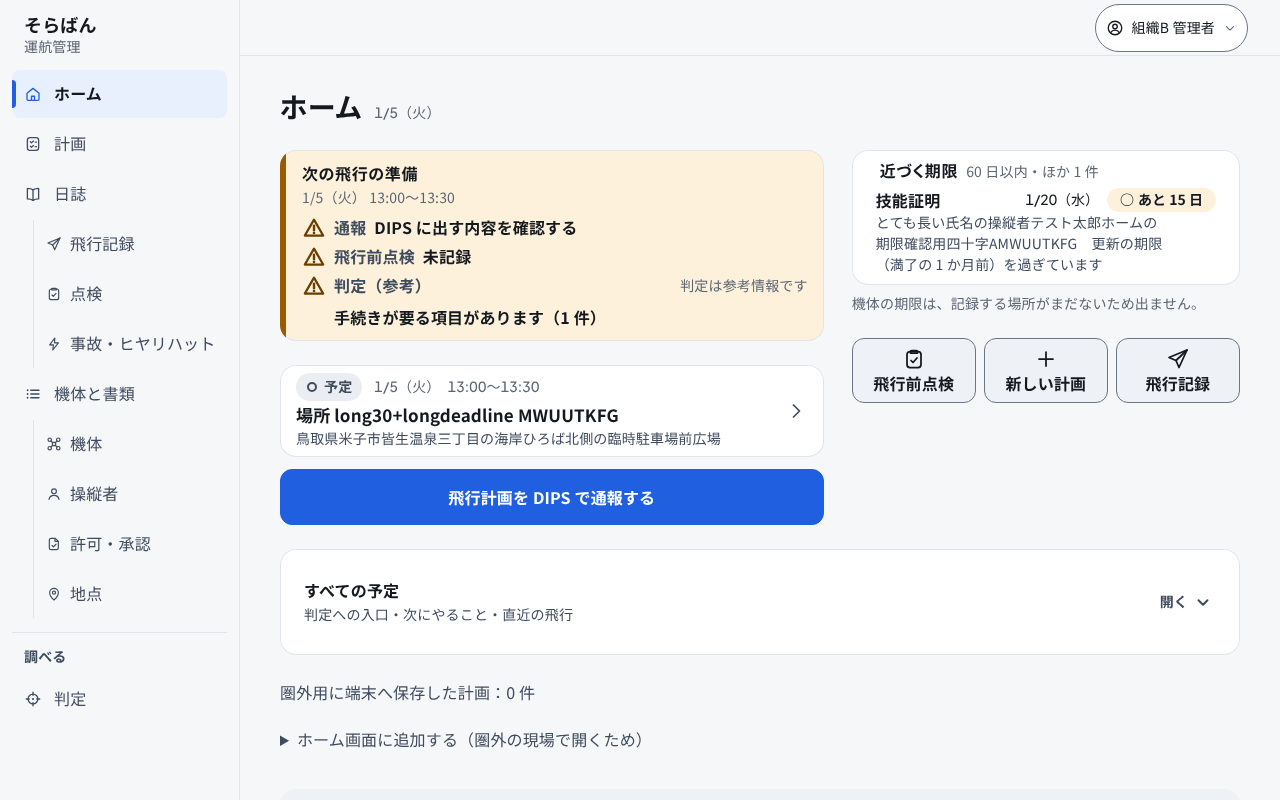 そらばん
運航管理
ホーム
計画
日誌
飛行記録
点検
事故・ヒヤリハット
機体と書類
機体
操縦者
許可・承認
地点
調べる
判定
組織B 管理者
ホーム 1/5（火）
次の飛行の準備
1/5（火） 13:00〜13:30
通報 DIPS に出す内容を確認する
飛行前点検 未記録
判定（参考） 判定は参考情報です
手続きが要る項目があります（1 件）
予定 1/5（火） 13:00〜13:30
場所 long30+longdeadline MWUUTKFG
鳥取県米子市皆生温泉三丁目の海岸ひろば北側の臨時駐車場前広場
飛行計画を DIPS で通報する
近づく期限 60 日以内・ほか 1 件
技能証明 1/20（水） あと 15 日
とても長い氏名の操縦者テスト太郎ホームの
期限確認用四十字AMWUUTKFG 更新の期限
（満了の 1 か月前）を過ぎています
機体の期限は、記録する場所がまだないため出ません。
飛行前点検
新しい計画
飛行記録
すべての予定
判定への入口・次にやること・直近の飛行
開く
圏外用に端末へ保存した計画：0 件
ホーム画面に追加する（圏外の現場で開くため）